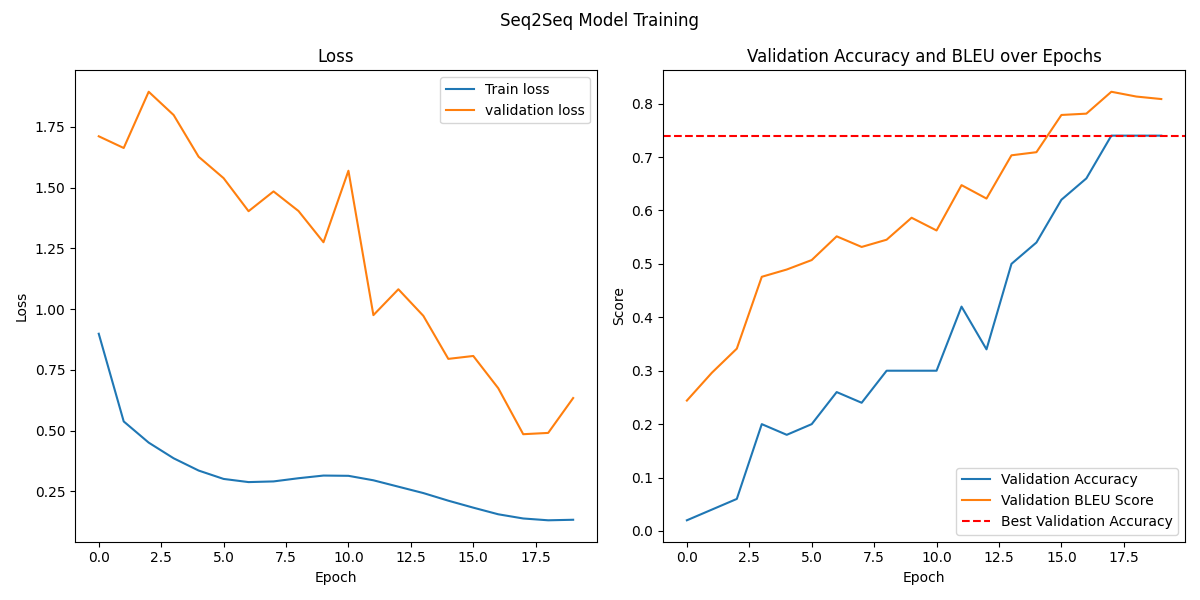 Seq2Seq Model Training
Loss
Train loss
validation loss
1.75
1.50
1.25
1.00
0.75
0.50
0.25
Loss
0.0 2.5 5.0 7.5 10.0 12.5 15.0 17.5
Epoch
Validation Accuracy and BLEU over Epochs
0.8
0.7
0.6
0.5
0.4
0.3
0.2
0.1
0.0
Score
Validation Accuracy
Validation BLEU Score
Best Validation Accuracy
0.0 2.5 5.0 7.5 10.0 12.5 15.0 17.5
Epoch